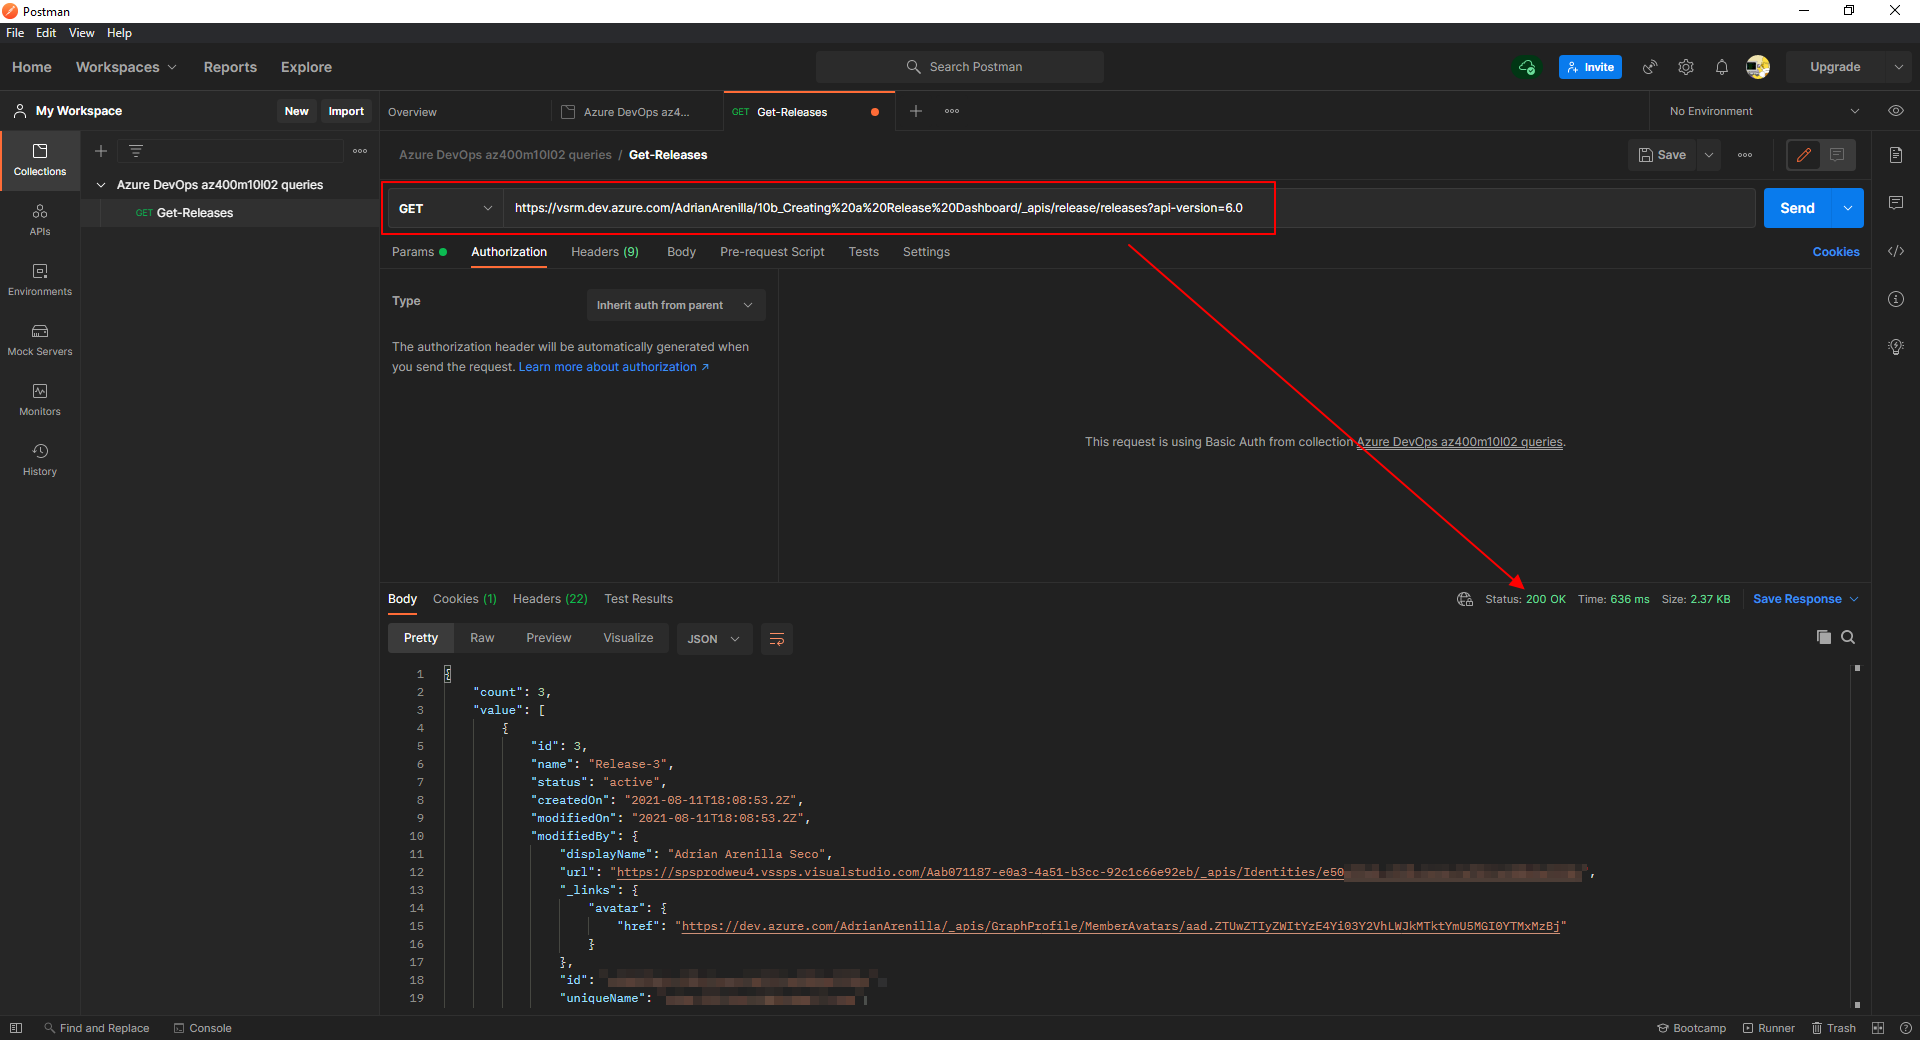 Postman
File Edit View Help
Home Workspaces Reports Explore Search Postman Invite Upgrade
My Workspace New Import Overview Azure DevOps az4... GET Get-Releases No Environment
Azure DevOps az400m10l02 queries / Get-Releases Save
Collections
Azure DevOps az400m10l02 queries
GET Get-Releases
GET https://vsrm.dev.azure.com/AdrianArenilla/10b_Creating%20a%20Release%20Dashboard/_apis/release/releases?api-version=6.0 Send
APIs
Environments
Mock Servers
Monitors
History
Params Authorization Headers (9) Body Pre-request Script Tests Settings Cookies
Type Inherit auth from parent
The authorization header will be automatically generated when
you send the request. Learn more about authorization ↗
This request is using Basic Auth from collection Azure DevOps az400m10l02 queries.
Body Cookies (1) Headers (22) Test Results Status: 200 OK Time: 636 ms Size: 2.37 KB Save Response
Pretty Raw Preview Visualize JSON
1 {
2 "count": 3,
3 "value": [
4 {
5 "id": 3,
6 "name": "Release-3",
7 "status": "active",
8 "createdOn": "2021-08-11T18:08:53.2Z",
9 "modifiedOn": "2021-08-11T18:08:53.2Z",
10 "modifiedBy": {
11 "displayName": "Adrian Arenilla Seco",
12 "url": "https://spsprodweu4.vssps.visualstudio.com/Aab071187-e0a3-4a51-b3cc-92c1c66e92eb/_apis/Identities/e50 ",
13 "_links": {
14 "avatar": {
15 "href": "https://dev.azure.com/AdrianArenilla/_apis/GraphProfile/MemberAvatars/aad.ZTUwZTIyZWItYzE4Yi03Y2VhLWJkMTktYmU5MGI0YTMxMzBj"
16 }
17 },
18 "id":
19 "uniqueName":
Find and Replace Console Bootcamp Runner Trash